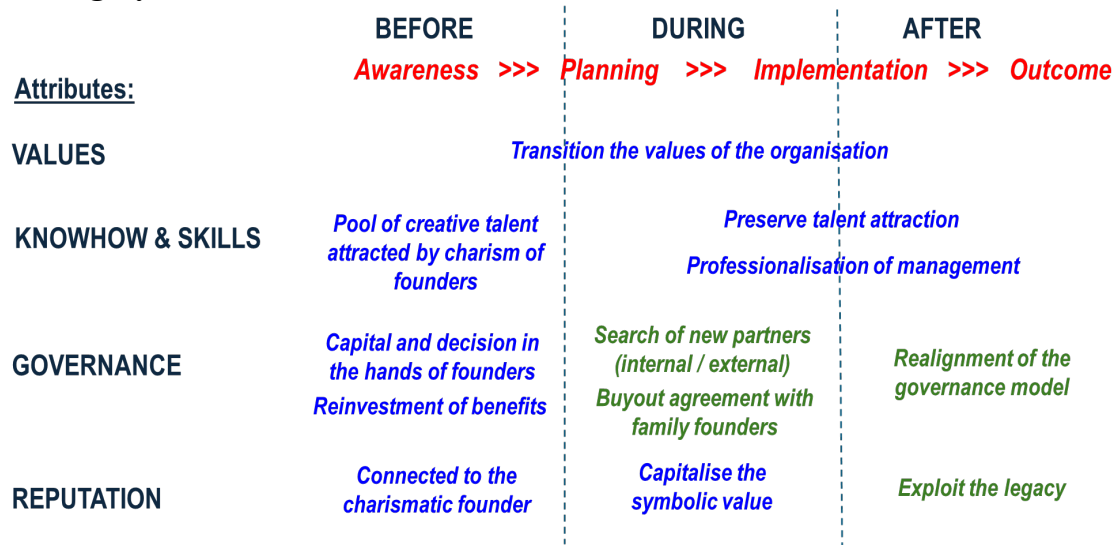 BEFORE DURING AFTER
Awareness >>> Planning >>> Implementation >>> Outcome
Attributes:
VALUES
Transition the values of the organisation
KNOWHOW & SKILLS
Pool of creative talent
attracted by charism of
founders
Preserve talent attraction
Professionalisation of management
GOVERNANCE
Capital and decision in
the hands of founders
Reinvestment of benefits
Search of new partners
(internal / external)
Buyout agreement with
family founders
Realignment of the
governance model
REPUTATION
Connected to the
charismatic founder
Capitalise the
symbolic value
Exploit the legacy